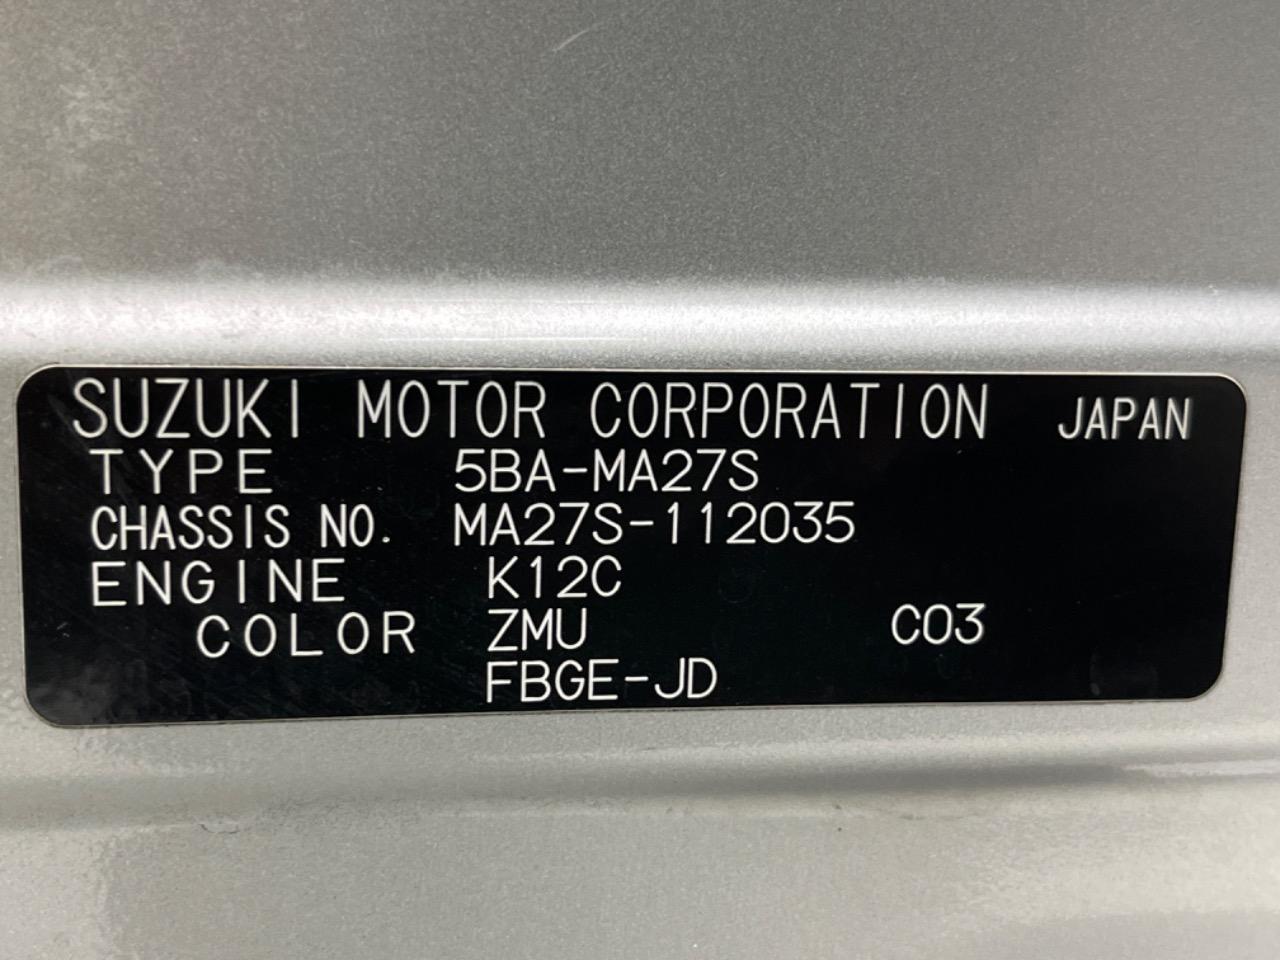 SUZUKI MOTOR CORPORATION JAPAN
TYPE 5BA-MA27S
CHASSIS NO. MA27S-112035
ENGINE K12C
COLOR ZMU C03
FBGE-JD